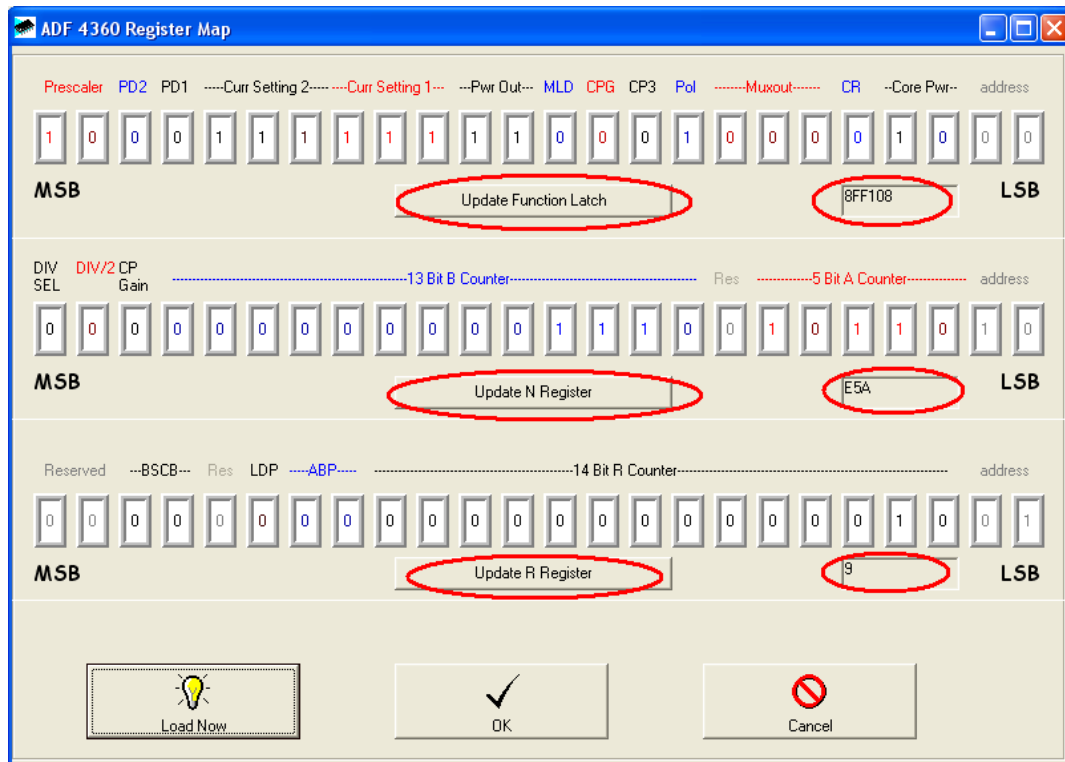 ADF 4360 Register Map
Prescaler PD2 PD1 -----Curr Setting 2----- ----Curr Setting 1--- ---Pwr Out--- MLD CPG CP3 Pol -------Muxout------ CR --Core Pwr-- address
1 0 0 0 1 1 1 1 1 1 1 1 0 0 0 1 0 0 0 0 1 0 0 0
MSB Update Function Latch 8FF108 LSB
DIV SEL DIV/2 CP Gain ----------------------------------------------13 Bit B Counter---------------------------------------- Res ------------5 Bit A Counter------------- address
0 0 0 0 0 0 0 0 0 0 0 0 1 1 1 0 0 1 0 1 1 0 1 0
MSB Update N Register E5A LSB
Reserved ---BSCB--- Res LDP -----ABP----- ------------------------------------------14 Bit R Counter--------------------------------------------------------- address
0 0 0 0 0 0 0 0 0 0 0 0 0 0 0 0 0 0 0 0 1 0 0 1
MSB Update R Register 9 LSB
Load Now OK Cancel